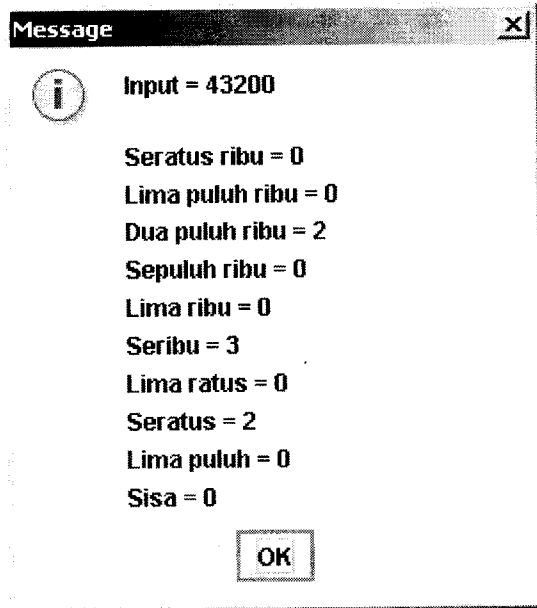 Message
Input = 43200
Seratus ribu = 0
Lima puluh ribu = 0
Dua puluh ribu = 2
Sepuluh ribu = 0
Lima ribu = 0
Seribu = 3
Lima ratus = 0
Seratus = 2
Lima puluh = 0
Sisa = 0
OK